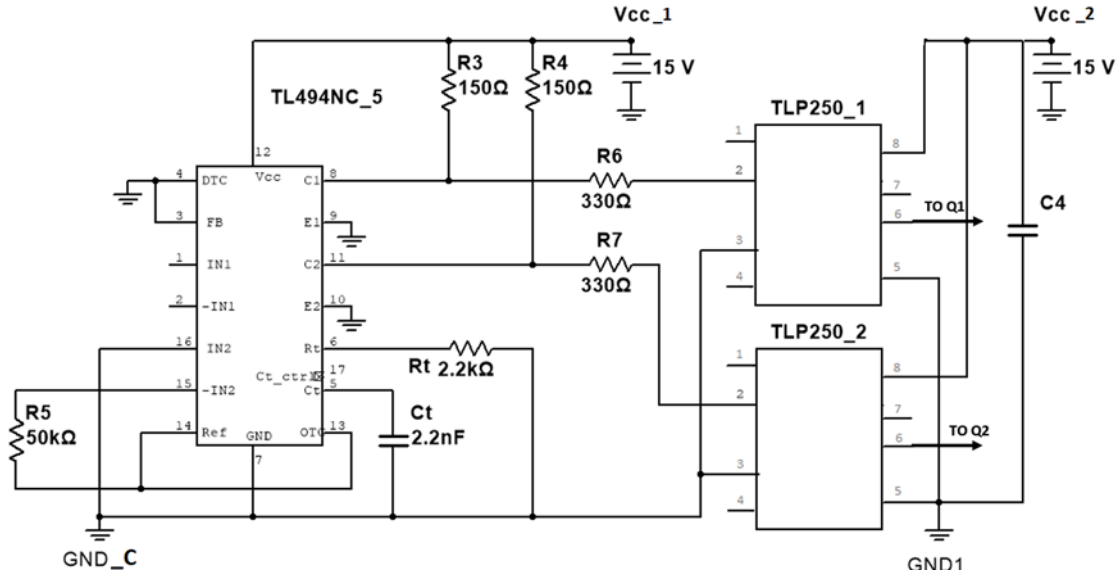 Vcc_1
Vcc_2
R3
150Ω
R4
150Ω
15 V
15 V
TL494NC_5
TLP250_1
12
Vcc
4
DTC
C1
8
3
FB
E1
9
1
IN1
C2
11
2
-IN1
E2
10
16
IN2
Rt
6
Ct_ctrl
17
15
-IN2
Ct
5
14
Ref
GND
OTC
13
7
R6
330Ω
R7
330Ω
Rt
2.2kΩ
Ct
2.2nF
R5
50kΩ
1
2
3
4
8
7
6
5
TO Q1
C4
TLP250_2
1
2
3
4
8
7
6
5
TO Q2
GND_C
GND1